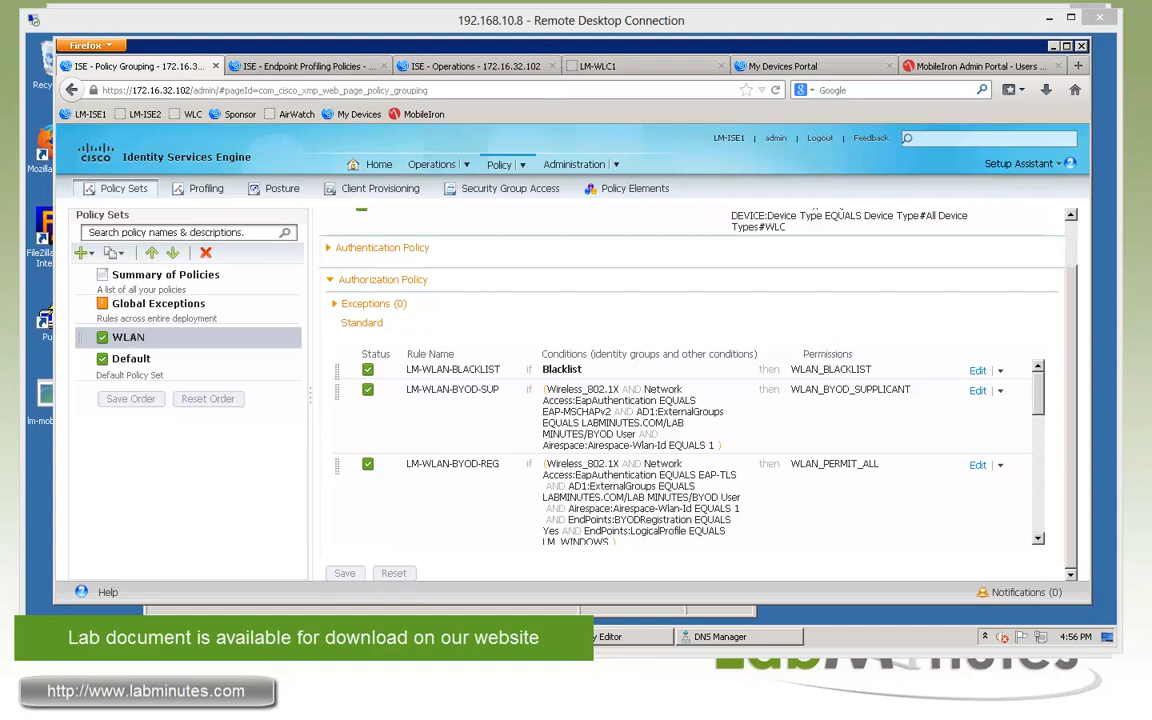 192.168.10.8 - Remote Desktop Connection
Firefox
ISE - Policy Grouping - 172.16.3...
ISE - Endpoint Profiling Policies - ...
ISE - Operations - 172.16.32.102
LM-WLC1
My Devices Portal
MobileIron Admin Portal - Users ...
https://172.16.32.102/admin/#pageId=com_cisco_xmp_web_page_policy_grouping
Google
LM-ISE1
LM-ISE2
WLC
Sponsor
AirWatch
My Devices
MobileIron
Recy
cisco Identity Services Engine
LM-ISE1 | admin | Logout | Feedback
Home
Operations
Policy
Administration
Setup Assistant
Mozilla
Policy Sets
Profiling
Posture
Client Provisioning
Security Group Access
Policy Elements
Policy Sets
Search policy names & descriptions.
DEVICE:Device Type EQUALS Device Type#All Device
Types#WLC
FileZilla
Inte
Authentication Policy
Summary of Policies
A list of all your policies
Authorization Policy
Global Exceptions
Rules across entire deployment
Exceptions (0)
Standard
WLAN
Default
Default Policy Set
Save Order
Reset Order
Status
Rule Name
Conditions (identity groups and other conditions)
Permissions
LM-WLAN-BLACKLIST if Blacklist then WLAN_BLACKLIST Edit
LM-WLAN-BYOD-SUP if (Wireless_802.1X AND Network then WLAN_BYOD_SUPPLICANT Edit
Access:EapAuthentication EQUALS
EAP-MSCHAPv2 AND AD1:ExternalGroups
EQUALS LABMINUTES.COM/LAB
MINUTES/BYOD User AND
Airespace:Airespace-Wlan-Id EQUALS 1 )
LM-WLAN-BYOD-REG if (Wireless_802.1X AND Network then WLAN_PERMIT_ALL Edit
Access:EapAuthentication EQUALS EAP-TLS
AND AD1:ExternalGroups EQUALS
LABMINUTES.COM/LAB MINUTES/BYOD User
AND Airespace:Airespace-Wlan-Id EQUALS 1
AND EndPoints:BYODRegistration EQUALS
Yes AND EndPoints:LogicalProfile EQUALS
LM_WINDOWS )
Pu
lm-mob
Save
Reset
Help
Notifications (0)
Lab document is available for download on our website
y Editor
DNS Manager
4:56 PM
LabMinutes
http://www.labminutes.com